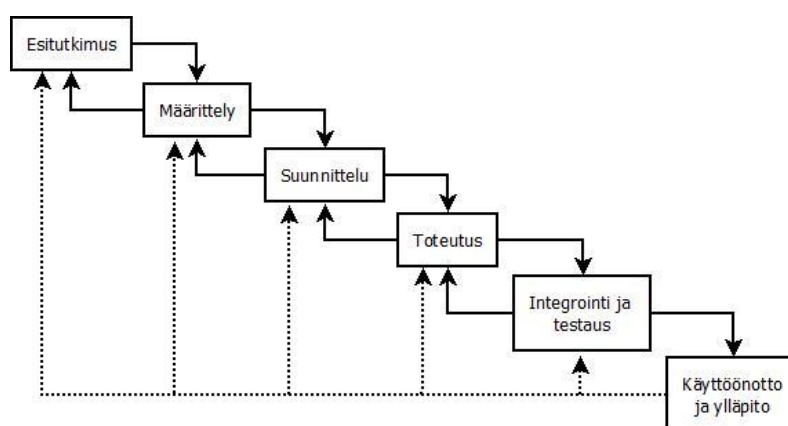 Esitutkimus
Määrittely
Suunnittelu
Toteutus
Integrointi ja
testaus
Käyttöönotto
ja ylläpito